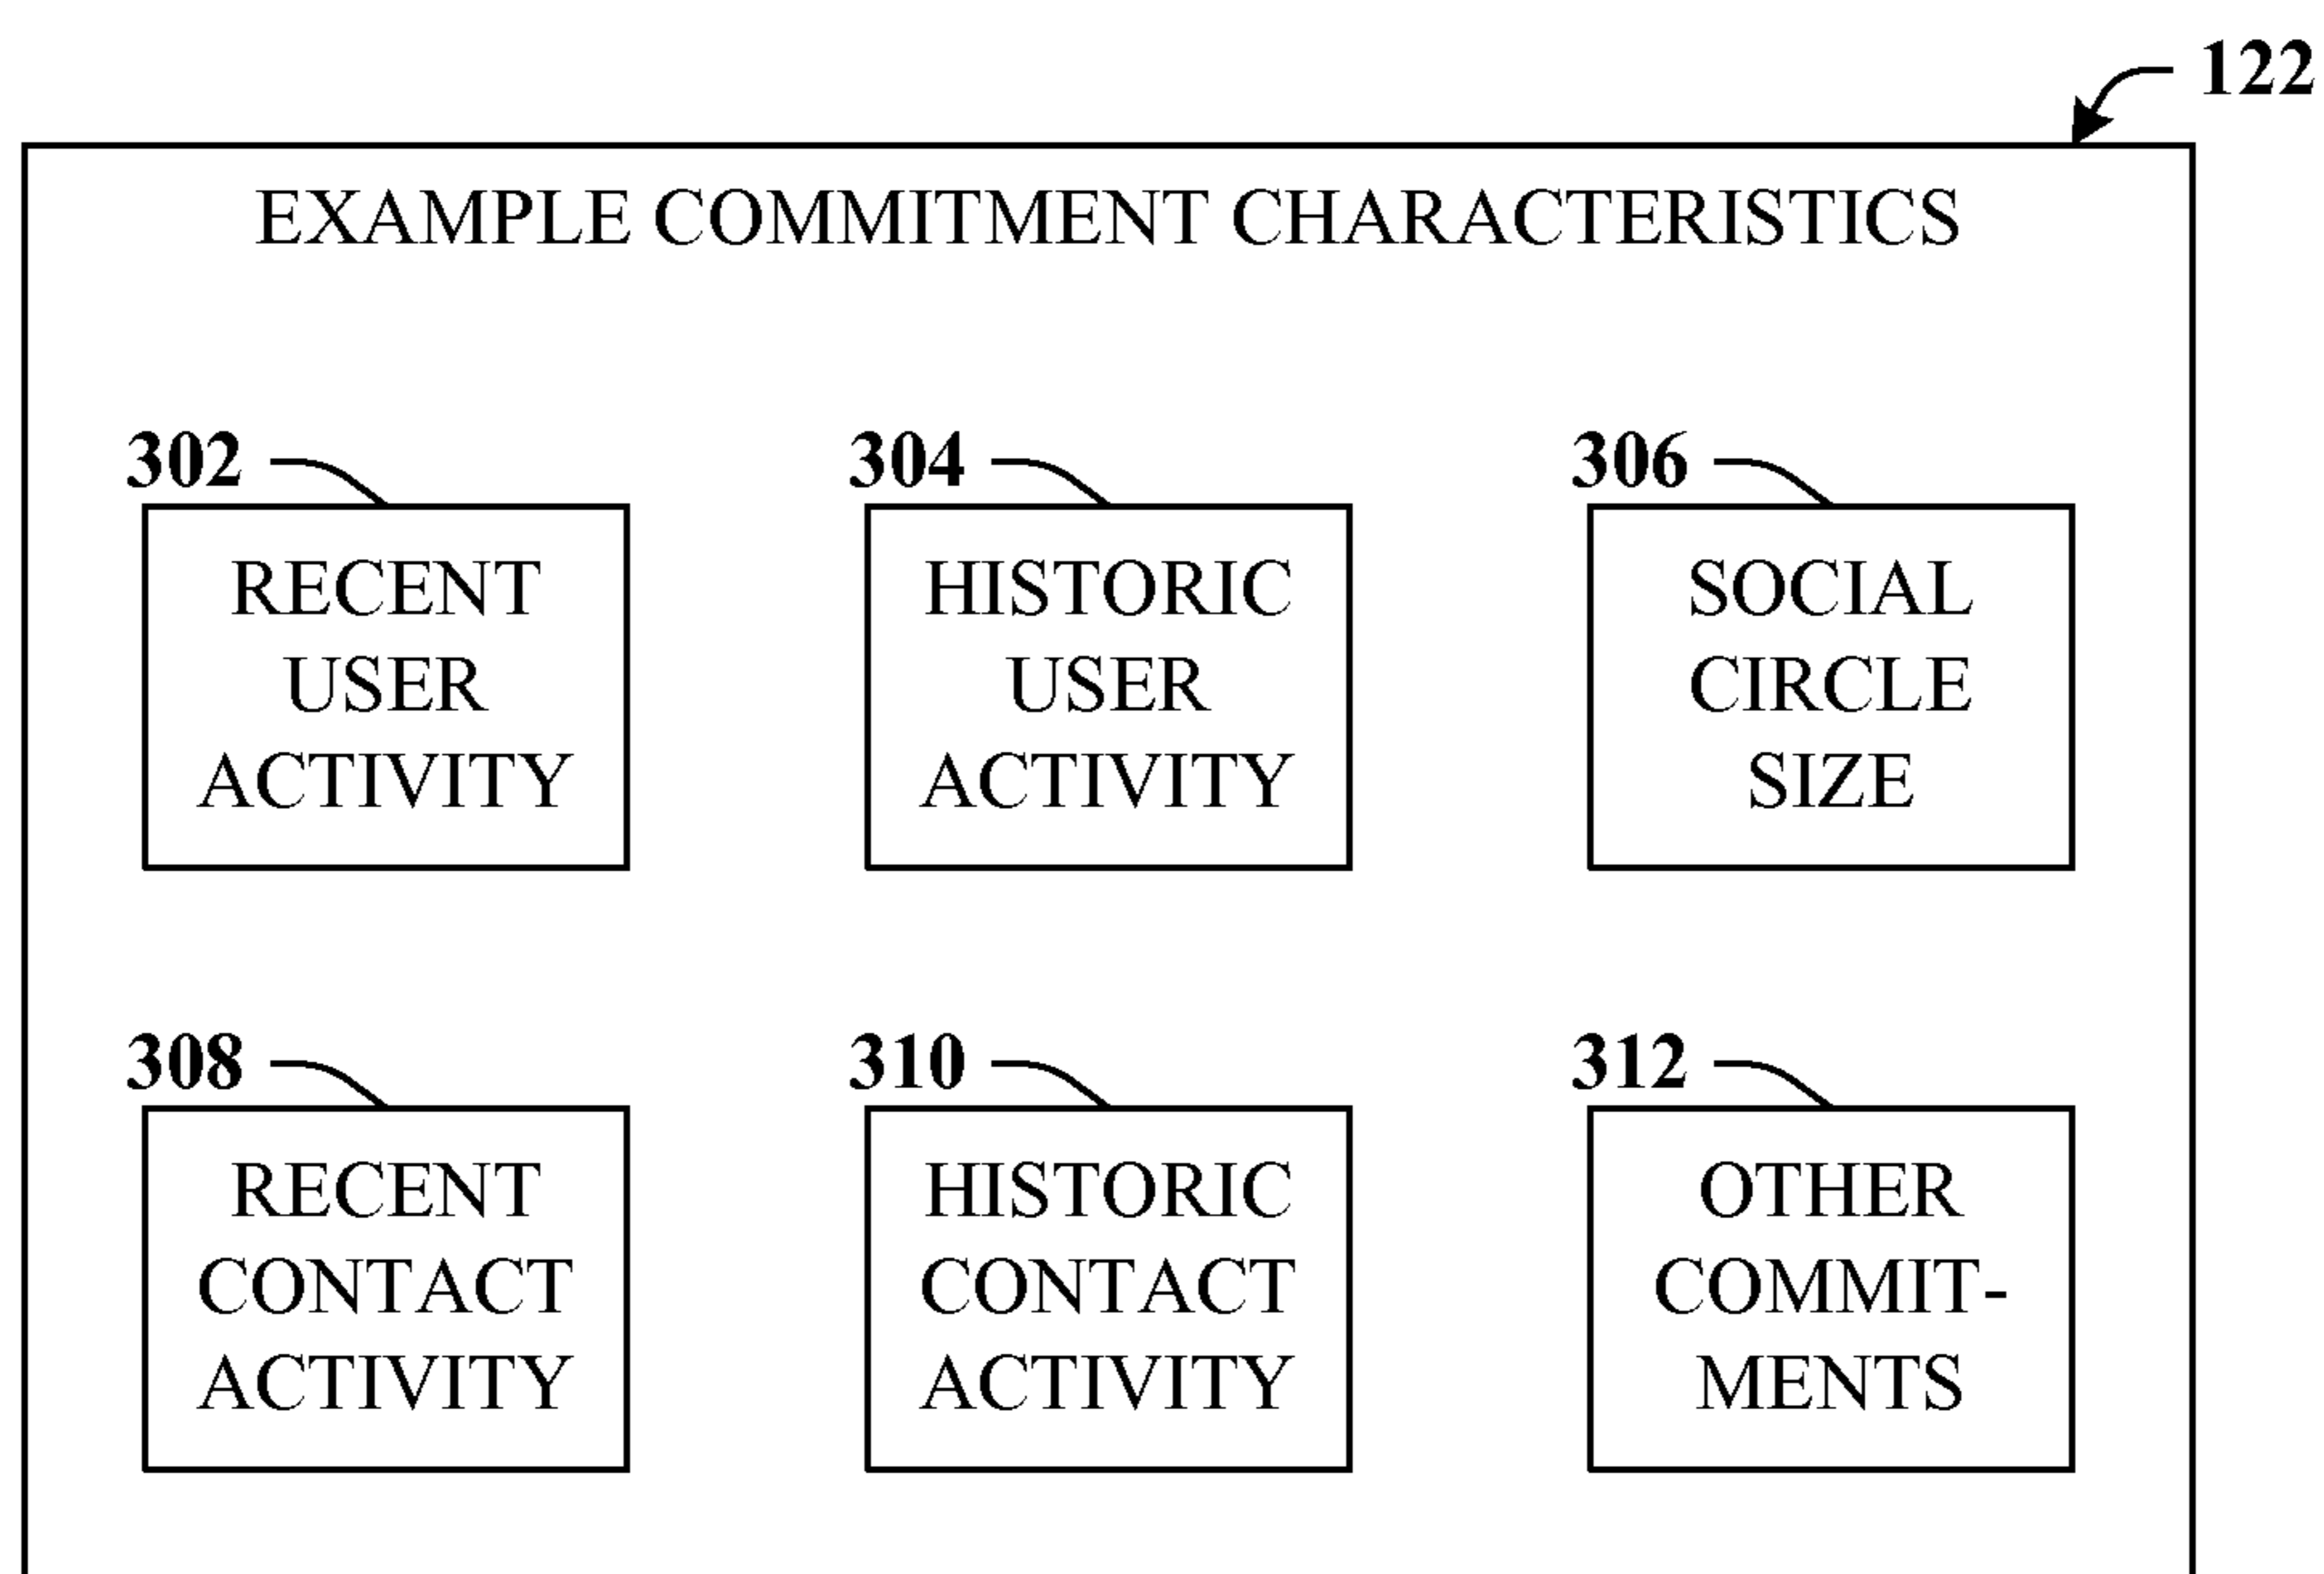 122
EXAMPLE COMMITMENT CHARACTERISTICS
302
RECENT
USER
ACTIVITY
304
HISTORIC
USER
ACTIVITY
306
SOCIAL
CIRCLE
SIZE
308
RECENT
CONTACT
ACTIVITY
310
HISTORIC
CONTACT
ACTIVITY
312
OTHER
COMMIT-
MENTS